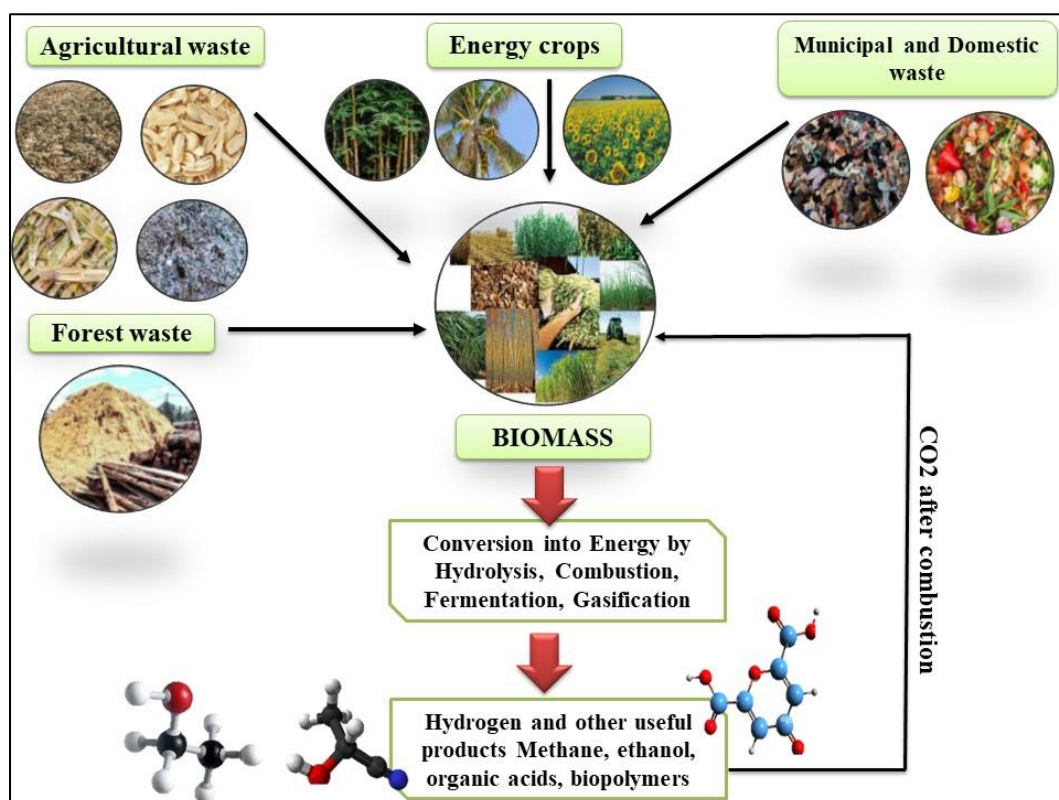 Agricultural waste
Energy crops
Municipal and Domestic
waste
Forest waste
BIOMASS
Conversion into Energy by
Hydrolysis, Combustion,
Fermentation, Gasification
Hydrogen and other useful
products Methane, ethanol,
organic acids, biopolymers
CO2 after combustion